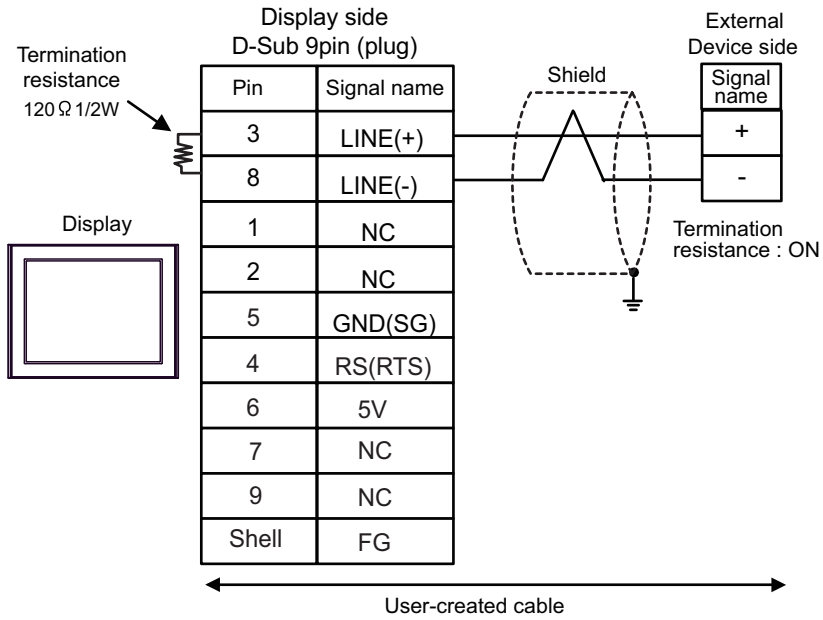 Display side
D-Sub 9pin (plug)
External
Device side
Termination
resistance
120Ω 1/2W
Pin Signal name
Shield
Signal
name
3 LINE(+)
+
8 LINE(-)
-
Display
1 NC
Termination
resistance : ON
2 NC
5 GND(SG)
4 RS(RTS)
6 5V
7 NC
9 NC
Shell FG
User-created cable